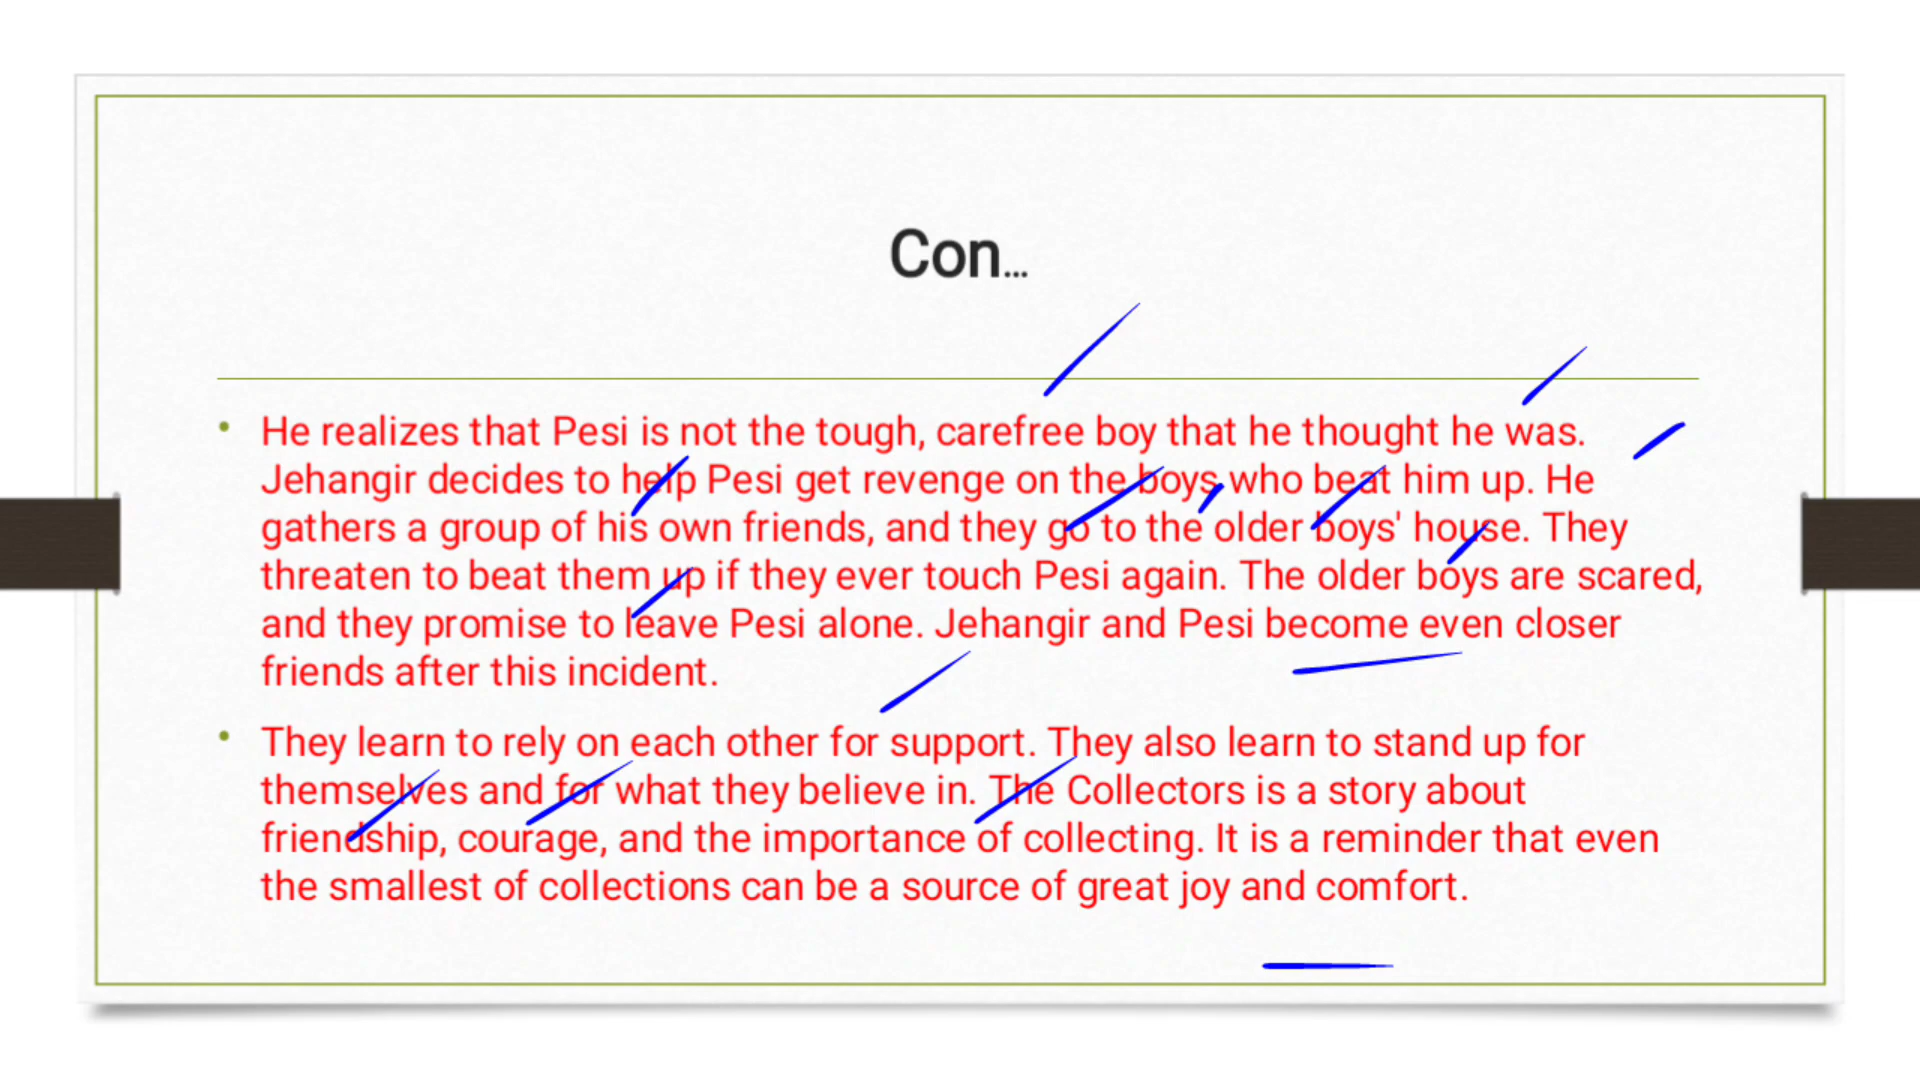 Con...
• He realizes that Pesi is not the tough, carefree boy that he thought he was.
Jehangir decides to help Pesi get revenge on the boys who beat him up. He
gathers a group of his own friends, and they go to the older boys' house. They
threaten to beat them up if they ever touch Pesi again. The older boys are scared,
and they promise to leave Pesi alone. Jehangir and Pesi become even closer
friends after this incident.
• They learn to rely on each other for support. They also learn to stand up for
themselves and for what they believe in. The Collectors is a story about
friendship, courage, and the importance of collecting. It is a reminder that even
the smallest of collections can be a source of great joy and comfort.